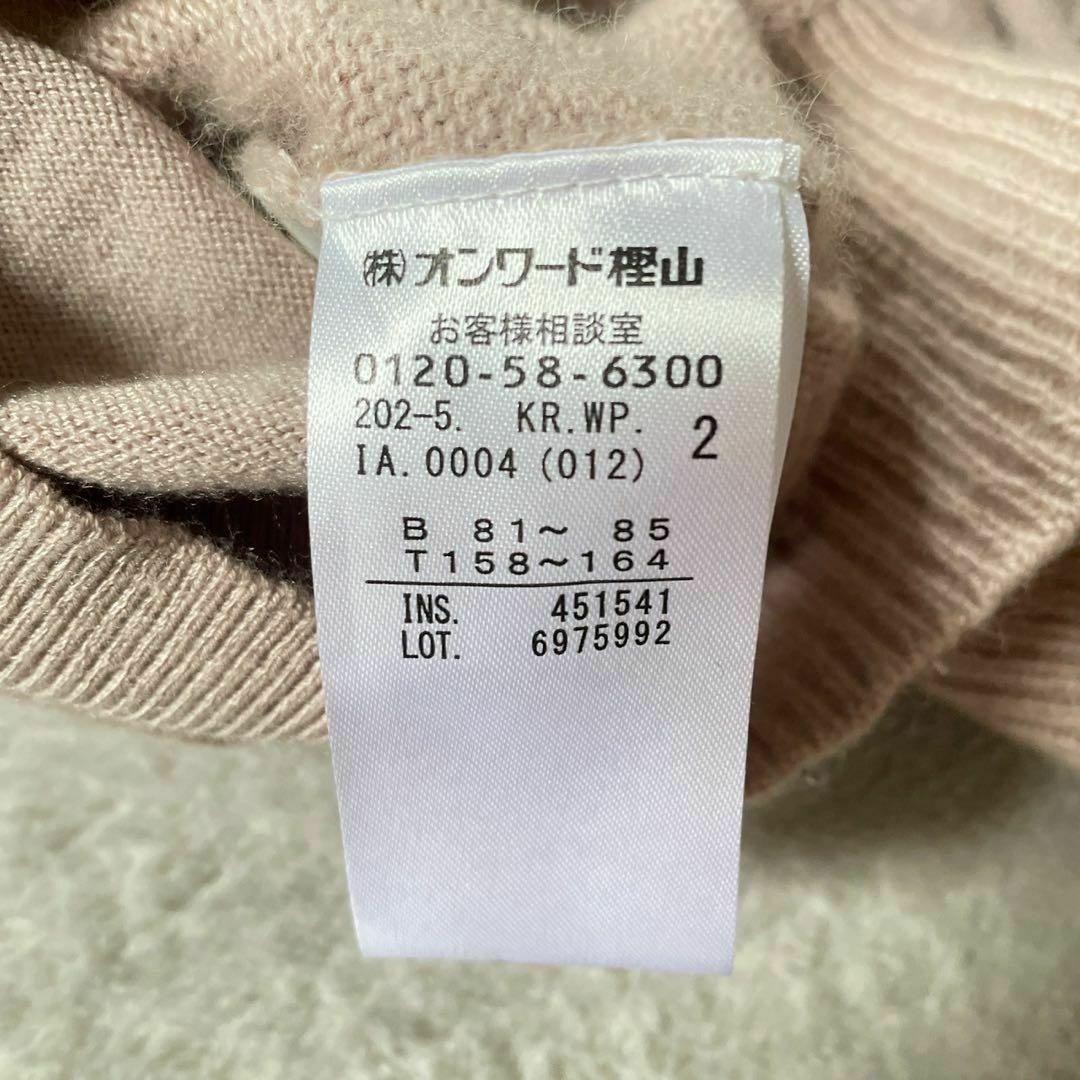 ㈱オンワード樫山
お客様相談室
0120-58-6300
202-5. KR.WP. 2
IA.0004(012)
B 81～ 85
T158～164
INS. 451541
LOT. 6975992